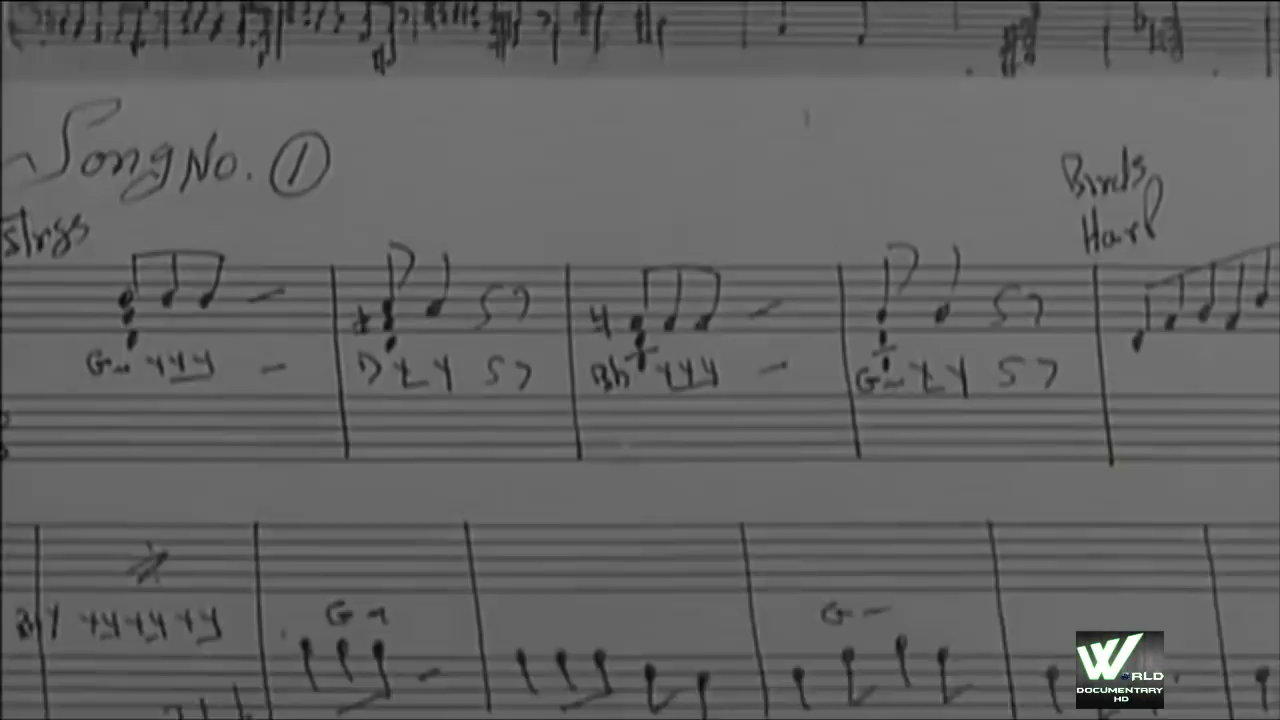 Song No. ①
Birds
Harp
Strgs
G- D Bb G-
G-
G-
WORLD
DOCUMENTARY
HD